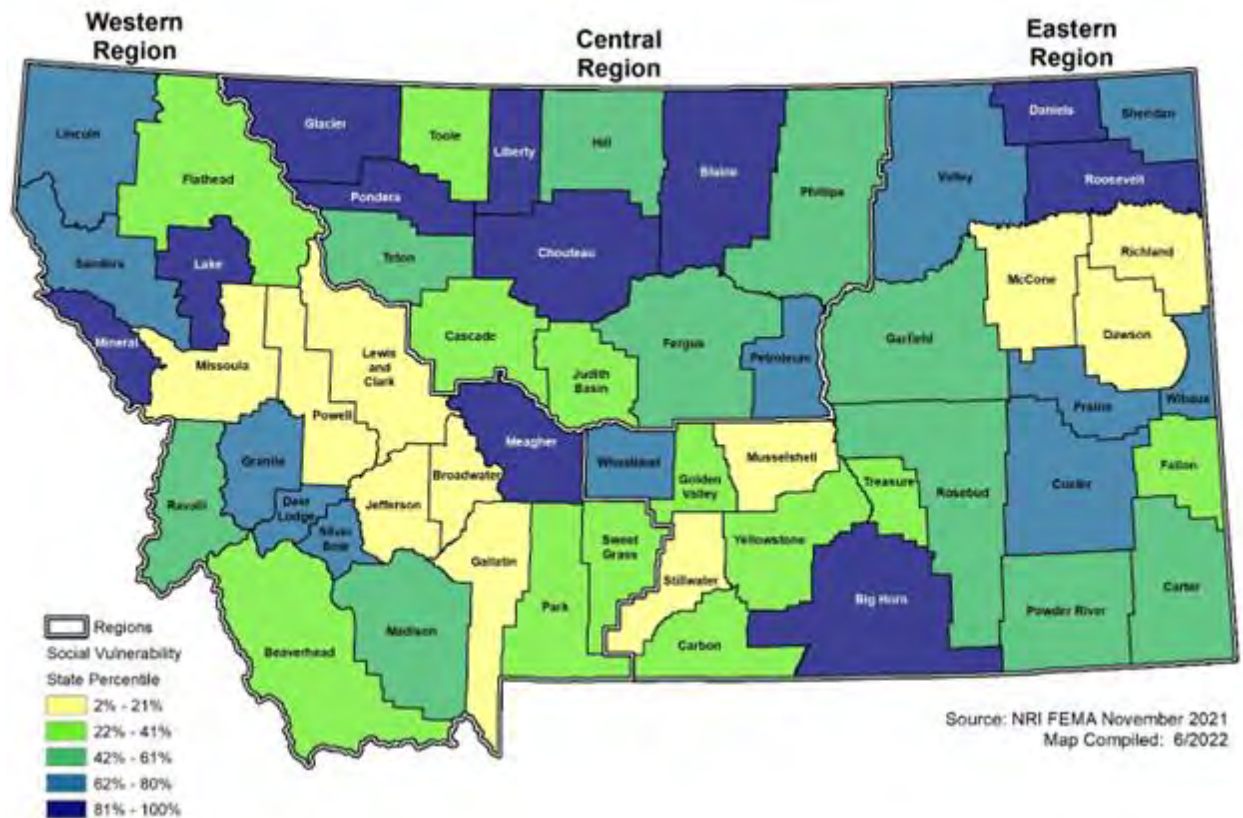 Western
Region
Central
Region
Eastern
Region
Lincoln
Flathead
Glacier
Toole
Liberty
Hill
Blaine
Phillips
Valley
Daniels
Sheridan
Roosevelt
Pondera
Sanders
Lake
Teton
Chouteau
McCone
Richland
Mineral
Missoula
Lewis
and
Clark
Cascade
Judith
Basin
Fergus
Petroleum
Garfield
Dawson
Powell
Prairie
Wibaux
Granite
Meagher
Wheatland
Golden
Valley
Musselshell
Broadwater
Treasure
Rosebud
Custer
Fallon
Ravalli
Deer
Lodge
Silver
Bow
Jefferson
Gallatin
Sweet
Grass
Yellowstone
Stillwater
Park
Big Horn
Powder River
Carter
Madison
Beaverhead
Carbon
Regions
Social Vulnerability
State Percentile
2% - 21%
22% - 41%
42% - 61%
62% - 80%
81% - 100%
Source: NRI FEMA November 2021
Map Compiled: 6/2022